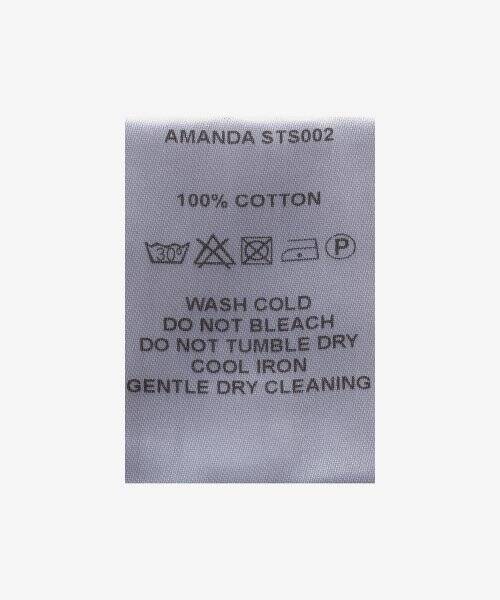 AMANDA STS002
100% COTTON
30° P
WASH COLD
DO NOT BLEACH
DO NOT TUMBLE DRY
COOL IRON
GENTLE DRY CLEANING